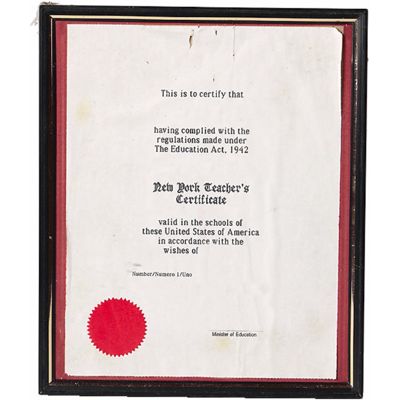 This is to certify that
having complied with the
regulations made under
The Education Act, 1942
New York Teacher's
Certificate
valid in the schools of
these United States of America
in accordance with the
wishes of
Number/Numero 1/Uno
Minister of Education